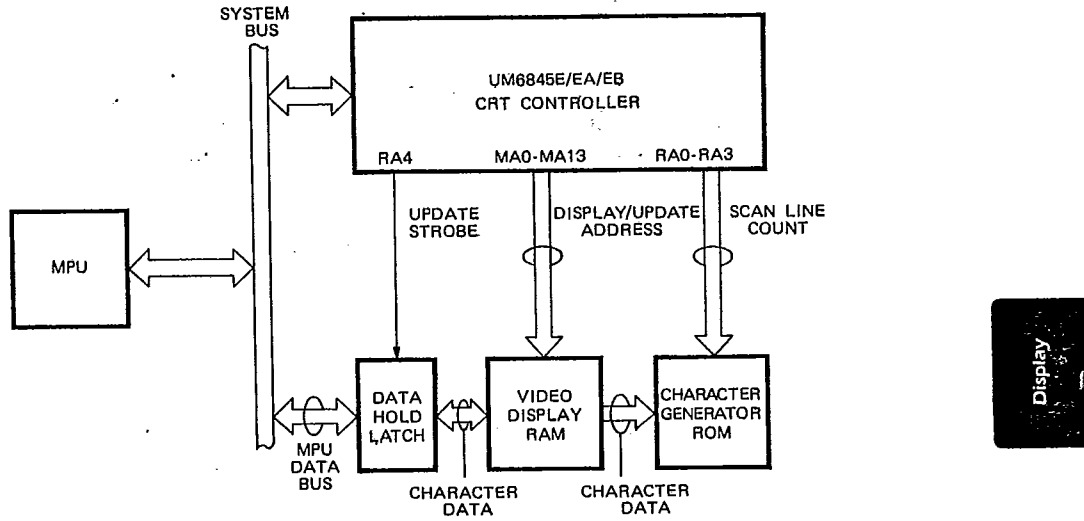 SYSTEM
BUS
UM6845E/EA/EB
CRT CONTROLLER
RA4
MA0-MA13
RA0-RA3
UPDATE
STROBE
DISPLAY/UPDATE
ADDRESS
SCAN LINE
COUNT
MPU
DATA
HOLD
LATCH
VIDEO
DISPLAY
RAM
CHARACTER
GENERATOR
ROM
MPU
DATA
BUS
CHARACTER
DATA
CHARACTER
DATA
Display